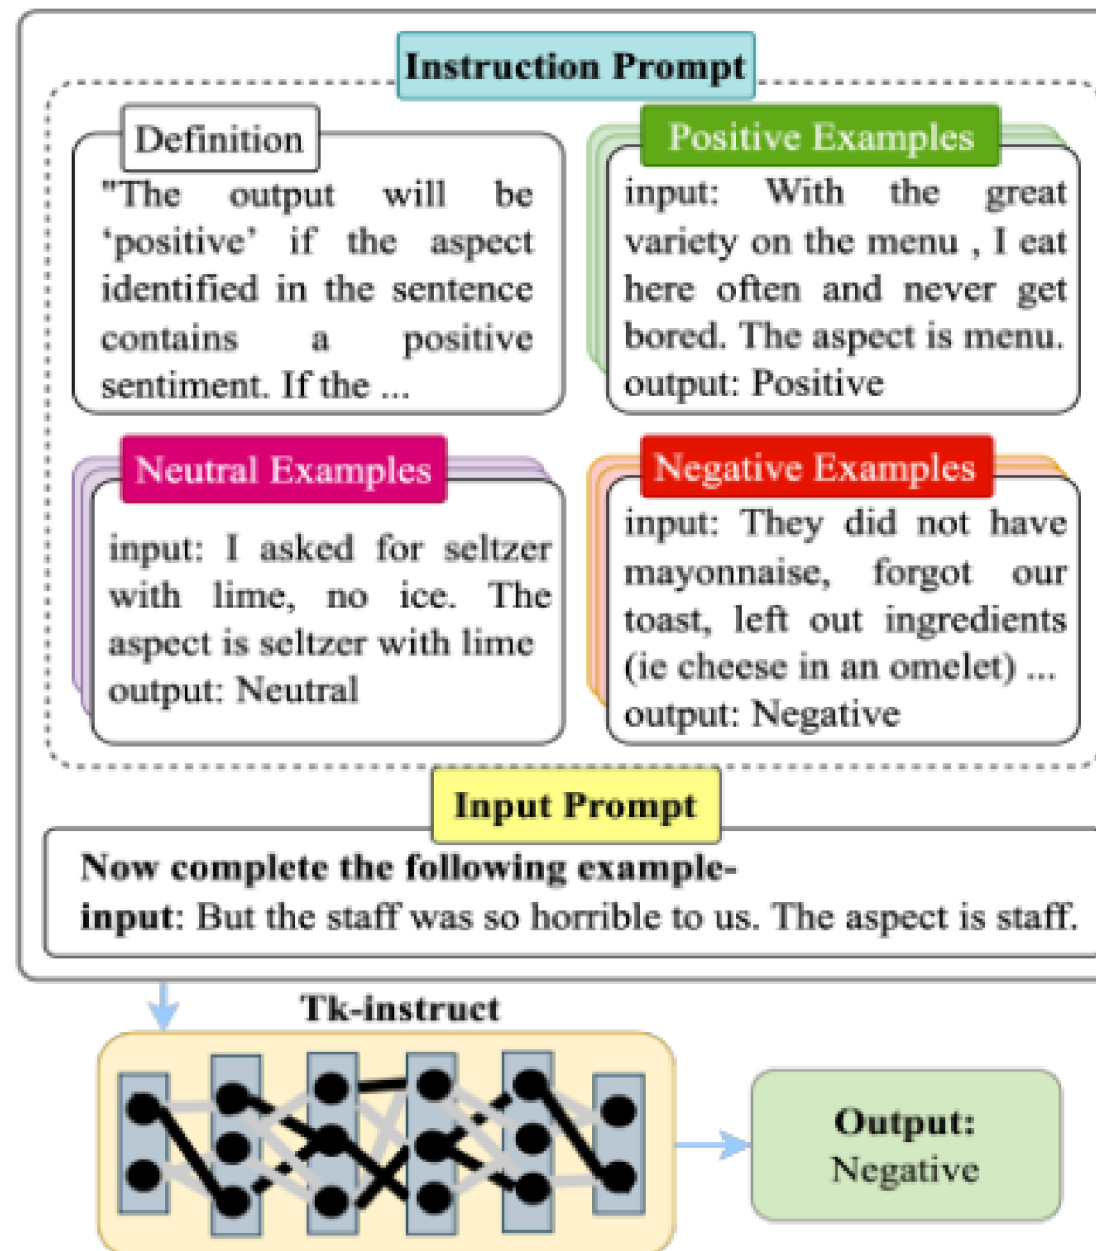 Instruction Prompt
Definition
"The output will be
‘positive’ if the aspect
identified in the sentence
contains a positive
sentiment. If the ...
Positive Examples
input: With the great
variety on the menu , I eat
here often and never get
bored. The aspect is menu.
output: Positive
Neutral Examples
input: I asked for seltzer
with lime, no ice. The
aspect is seltzer with lime
output: Neutral
Negative Examples
input: They did not have
mayonnaise, forgot our
toast, left out ingredients
(ie cheese in an omelet) ...
output: Negative
Input Prompt
Now complete the following example-
input: But the staff was so horrible to us. The aspect is staff.
Tk-instruct
Output:
Negative